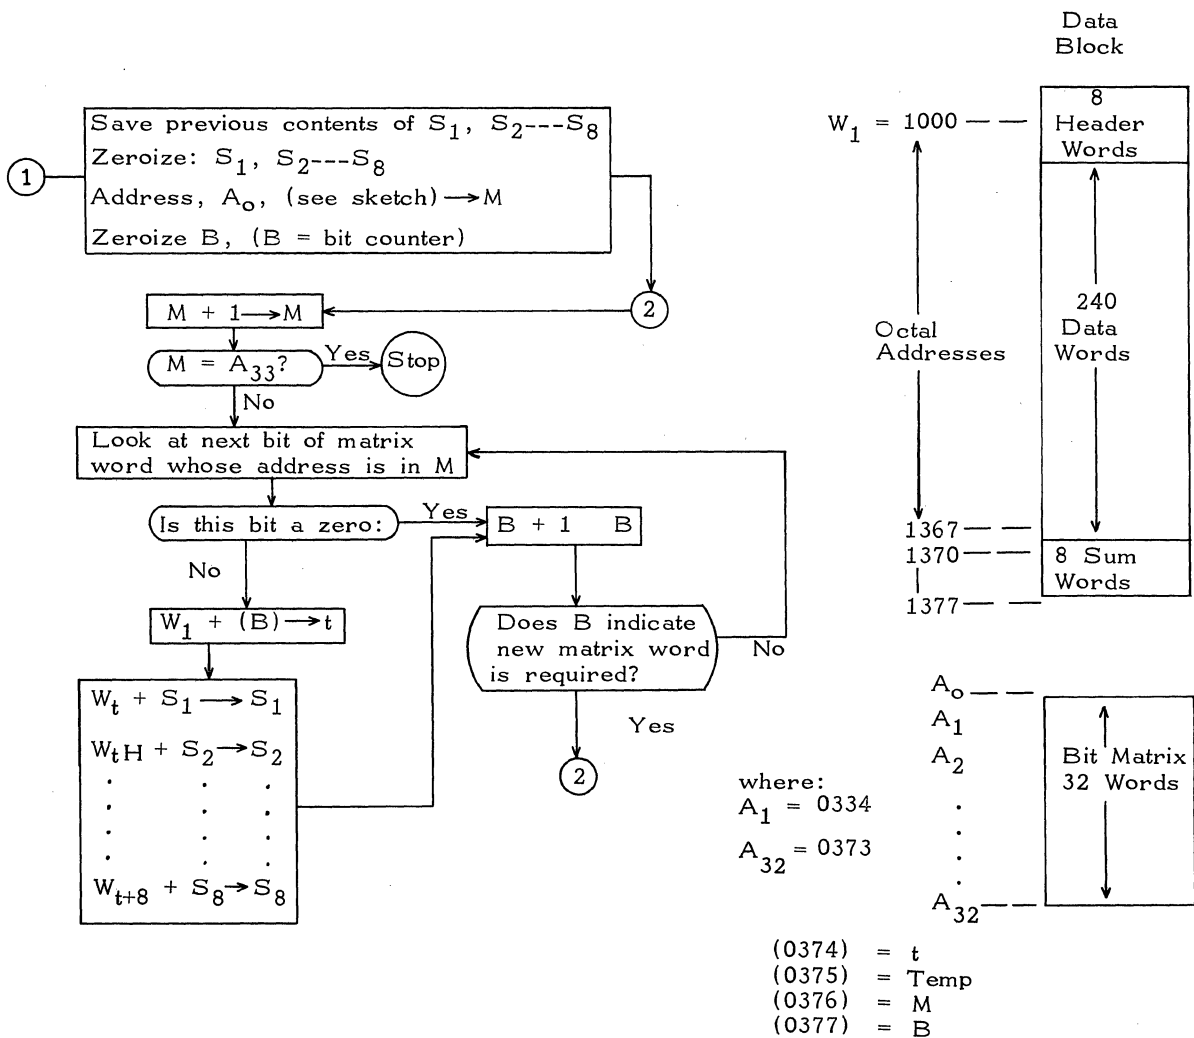 Save previous contents of S1, S2---S8
Zeroize: S1, S2---S8
Address, Ao, (see sketch) → M
Zeroize B, (B = bit counter)
1
2
M + 1 → M
M = A33?
Yes
Stop
No
Look at next bit of matrix
word whose address is in M
Is this bit a zero:
Yes
B + 1 B
No
W1 + (B) → t
Does B indicate
new matrix word
is required?
No
Yes
2
Wt + S1 → S1
WtH + S2 → S2
. . .
. . .
. . .
. . .
Wt+8 + S8 → S8
Data
Block
W1 = 1000
8
Header
Words
Octal
Addresses
240
Data
Words
1367
1370
8 Sum
Words
1377
Ao
A1
A2
.
.
.
.
A32
Bit Matrix
32 Words
where:
A1 = 0334
A32 = 0373
(0374) = t
(0375) = Temp
(0376) = M
(0377) = B